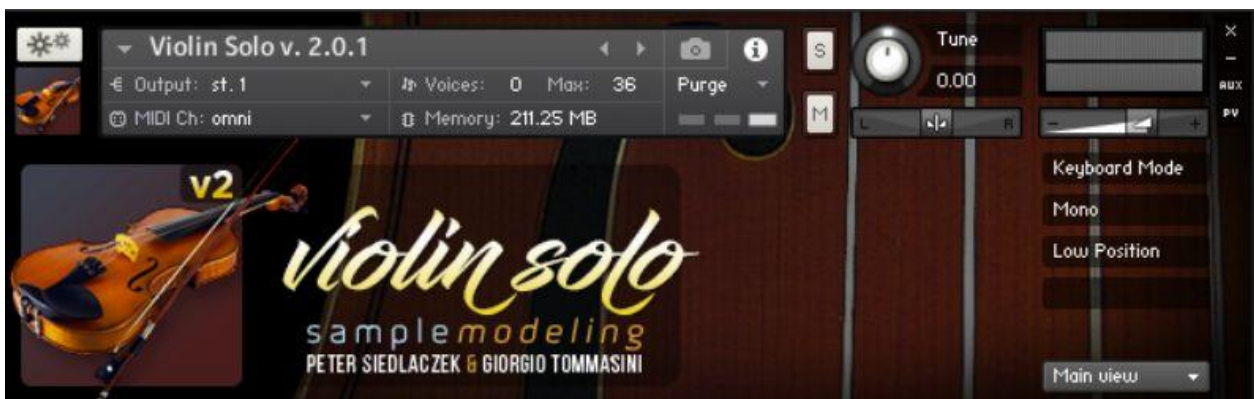 Violin Solo v. 2.0.1
Output: st. 1
Voices: 0 Max: 36
Purge
MIDI Ch: omni
Memory: 211.25 MB
S
M
Tune
0.00
L
R
-
+
×
-
AUX
PV
v2
violin solo
samplemodeling
PETER SIEDLACZEK & GIORGIO TOMMASINI
Keyboard Mode
Mono
Low Position
Main view